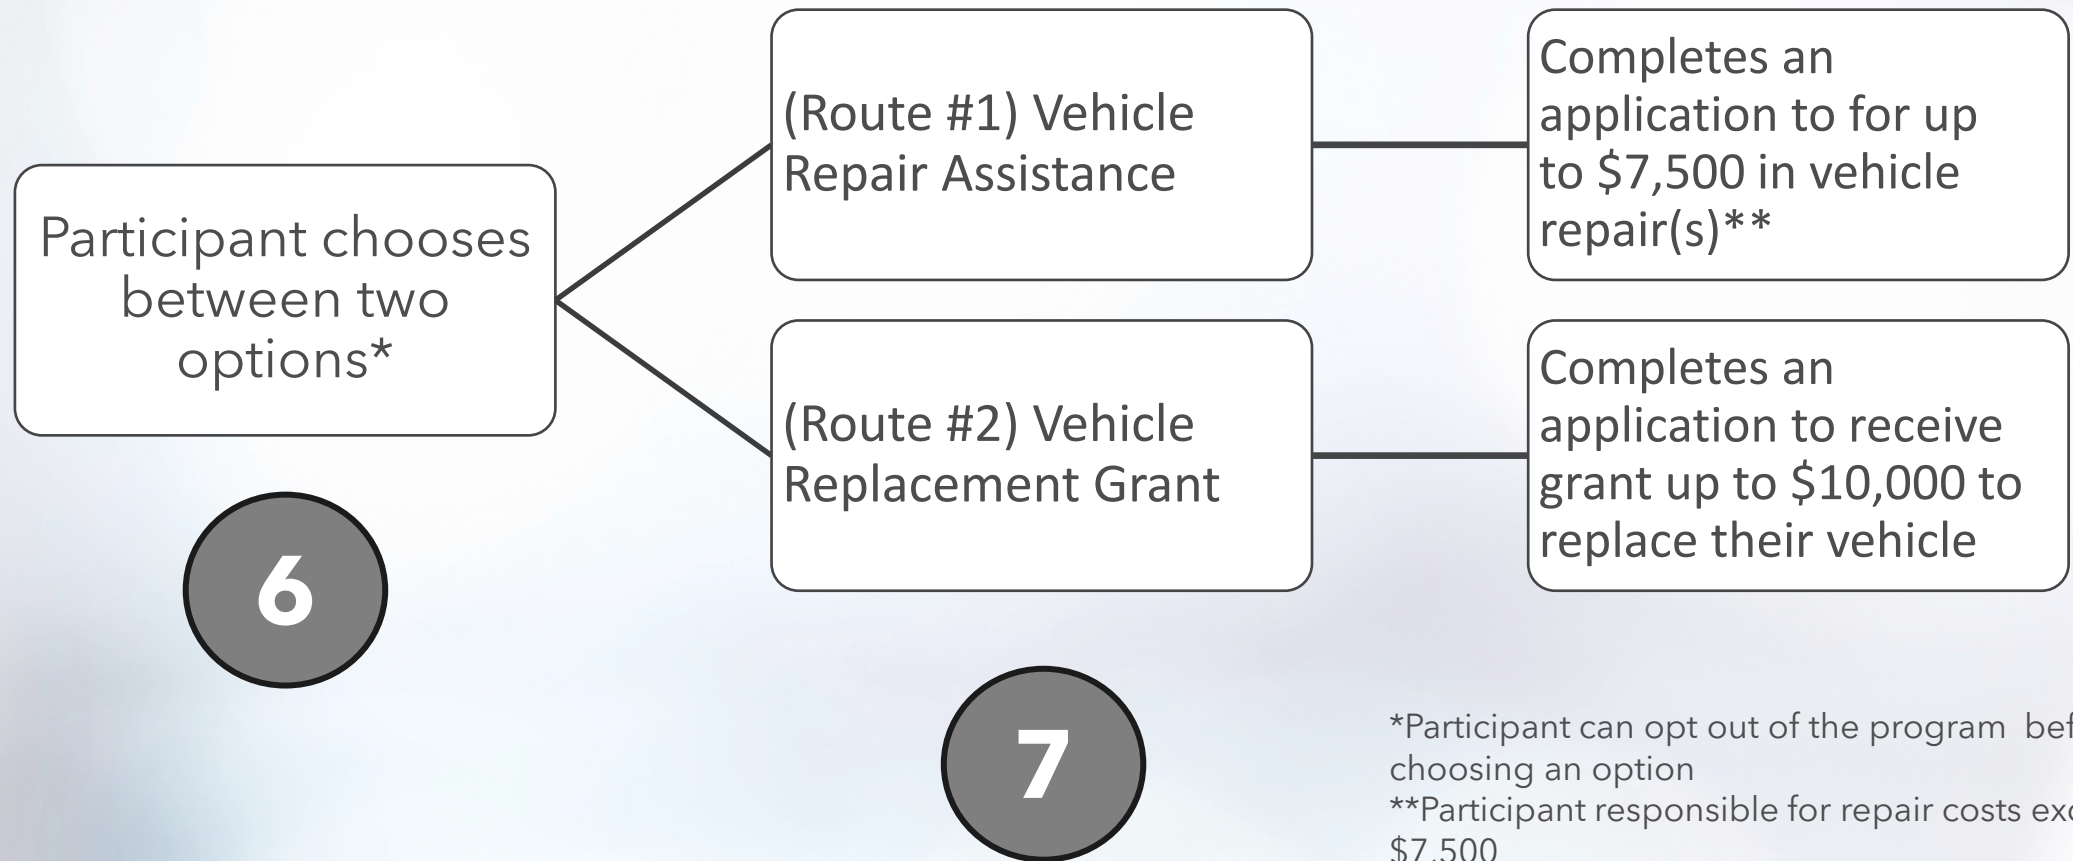 Participant chooses
between two
options*
6
(Route #1) Vehicle
Repair Assistance
(Route #2) Vehicle
Replacement Grant
7
Completes an
application to for up
to $7,500 in vehicle
repair(s)**
Completes an
application to receive
grant up to $10,000 to
replace their vehicle
*Participant can opt out of the program
choosing an option
**Participant responsible for repair costs
$7,500